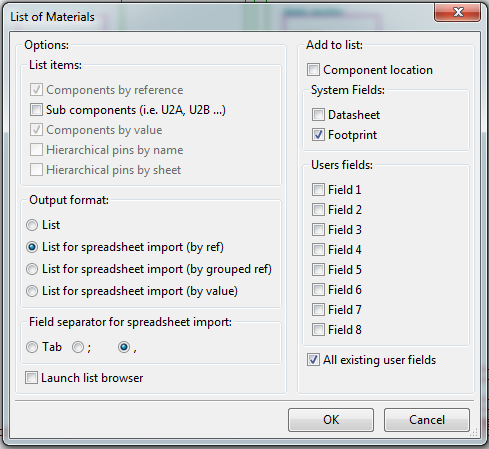 List of Materials
Options:
List items:
Components by reference
Sub components (i.e. U2A, U2B ...)
Components by value
Hierarchical pins by name
Hierarchical pins by sheet
Output format:
List
List for spreadsheet import (by ref)
List for spreadsheet import (by grouped ref)
List for spreadsheet import (by value)
Field separator for spreadsheet import:
Tab ; ,
Launch list browser
Add to list:
Component location
System Fields:
Datasheet
Footprint
Users fields:
Field 1
Field 2
Field 3
Field 4
Field 5
Field 6
Field 7
Field 8
All existing user fields
OK Cancel